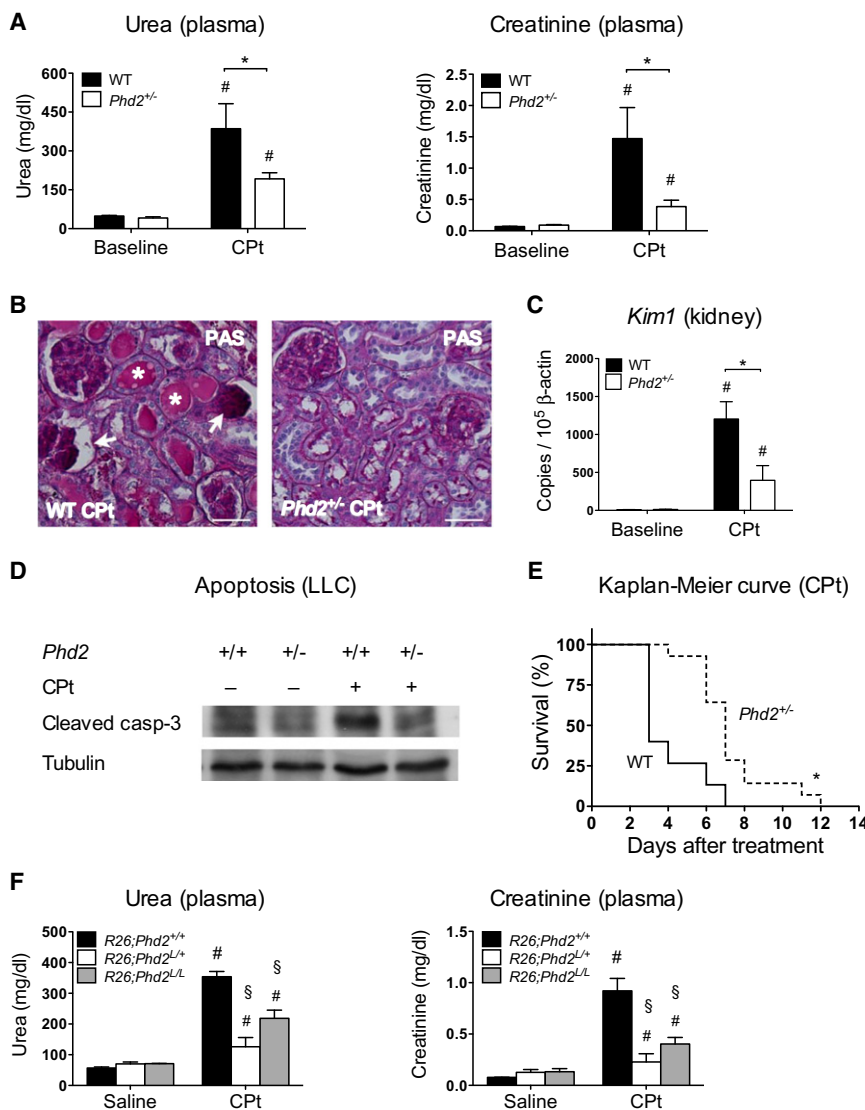 A
Urea (plasma)
Urea (mg/dl)
600
450
300
150
0
WT
Phd2+/-
#
*
#
Baseline
CPt
Creatinine (plasma)
Creatinine (mg/dl)
2.5
2.0
1.5
1.0
0.5
0.0
WT
Phd2+/-
#
*
#
Baseline
CPt
B
PAS
*
*
WT CPt
PAS
Phd2+/- CPt
C
Kim1 (kidney)
Copies / 10⁵ β-actin
2000
1500
1000
500
0
WT
Phd2+/-
#
*
#
Baseline
CPt
D
Apoptosis (LLC)
Phd2 +/+ +/- +/+ +/-
CPt – – + +
Cleaved casp-3
Tubulin
E
Kaplan-Meier curve (CPt)
Survival (%)
100
75
50
25
0
WT
Phd2+/-
*
0 2 4 6 8 10 12 14
Days after treatment
F
Urea (plasma)
Urea (mg/dl)
500
400
300
200
100
0
R26;Phd2+/+
R26;Phd2L/+
R26;Phd2L/L
#
§
#
§
#
Saline
CPt
Creatinine (plasma)
Creatinine (mg/dl)
1.5
1.0
0.5
0.0
R26;Phd2+/+
R26;Phd2L/+
R26;Phd2L/L
#
§
#
§
#
Saline
CPt